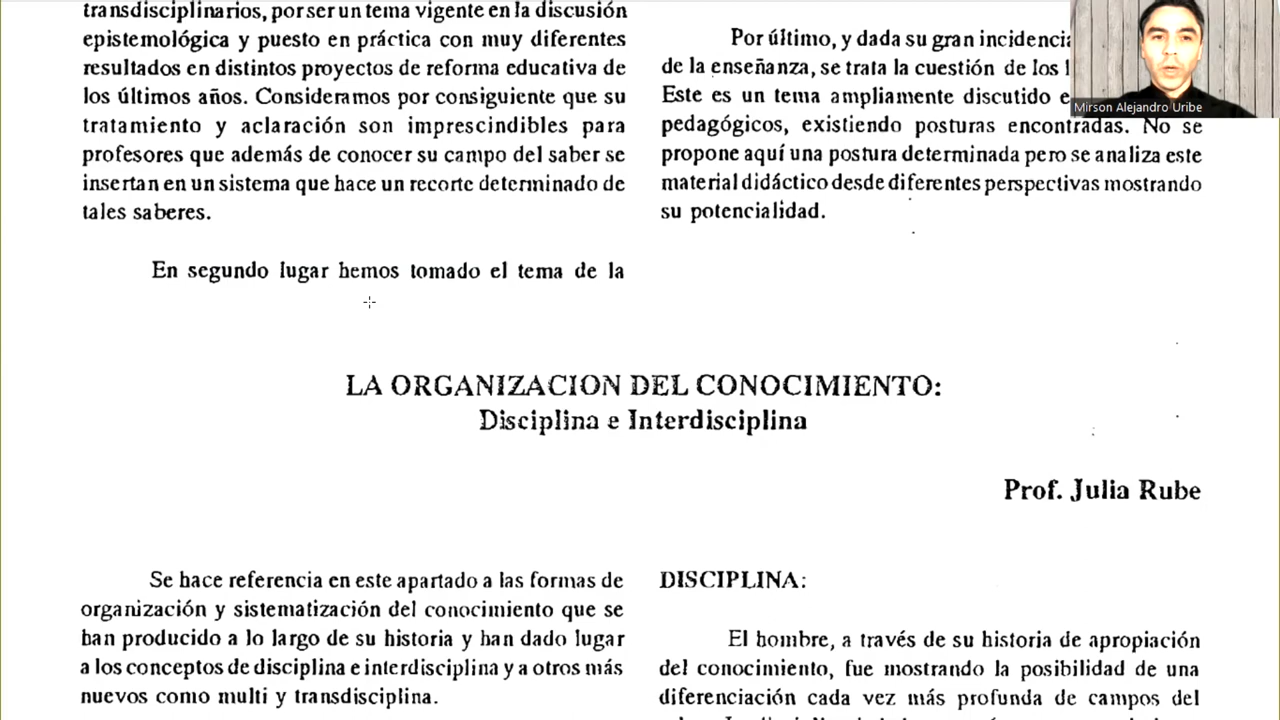 transdisciplinarios, por ser un tema vigente en la discusión
epistemológica y puesto en práctica con muy diferentes
resultados en distintos proyectos de reforma educativa de
los últimos años. Consideramos por consiguiente que su
tratamiento y aclaración son imprescindibles para
profesores que además de conocer su campo del saber se
insertan en un sistema que hace un recorte determinado de
tales saberes.
En segundo lugar hemos tomado el tema de la
Por último, y dada su gran
de la enseñanza, se trata la cuestión de los
Este es un tema ampliamente discutido
pedagógicos, existiendo posturas encontradas. No se
propone aquí una postura determinada pero se analiza este
material didáctico desde diferentes perspectivas mostrando
su potencialidad.
Mirson Alejandro Uribe
LA ORGANIZACION DEL CONOCIMIENTO:
Disciplina e Interdisciplina
Prof. Julia Rube
Se hace referencia en este apartado a las formas de
organización y sistematización del conocimiento que se
han producido a lo largo de su historia y han dado lugar
a los conceptos de disciplina e interdisciplina y a otros más
nuevos como multi y transdisciplina.
DISCIPLINA:
El hombre, a través de su historia de apropiación
del conocimiento, fue mostrando la posibilidad de una
diferenciación cada vez más profunda de campos del